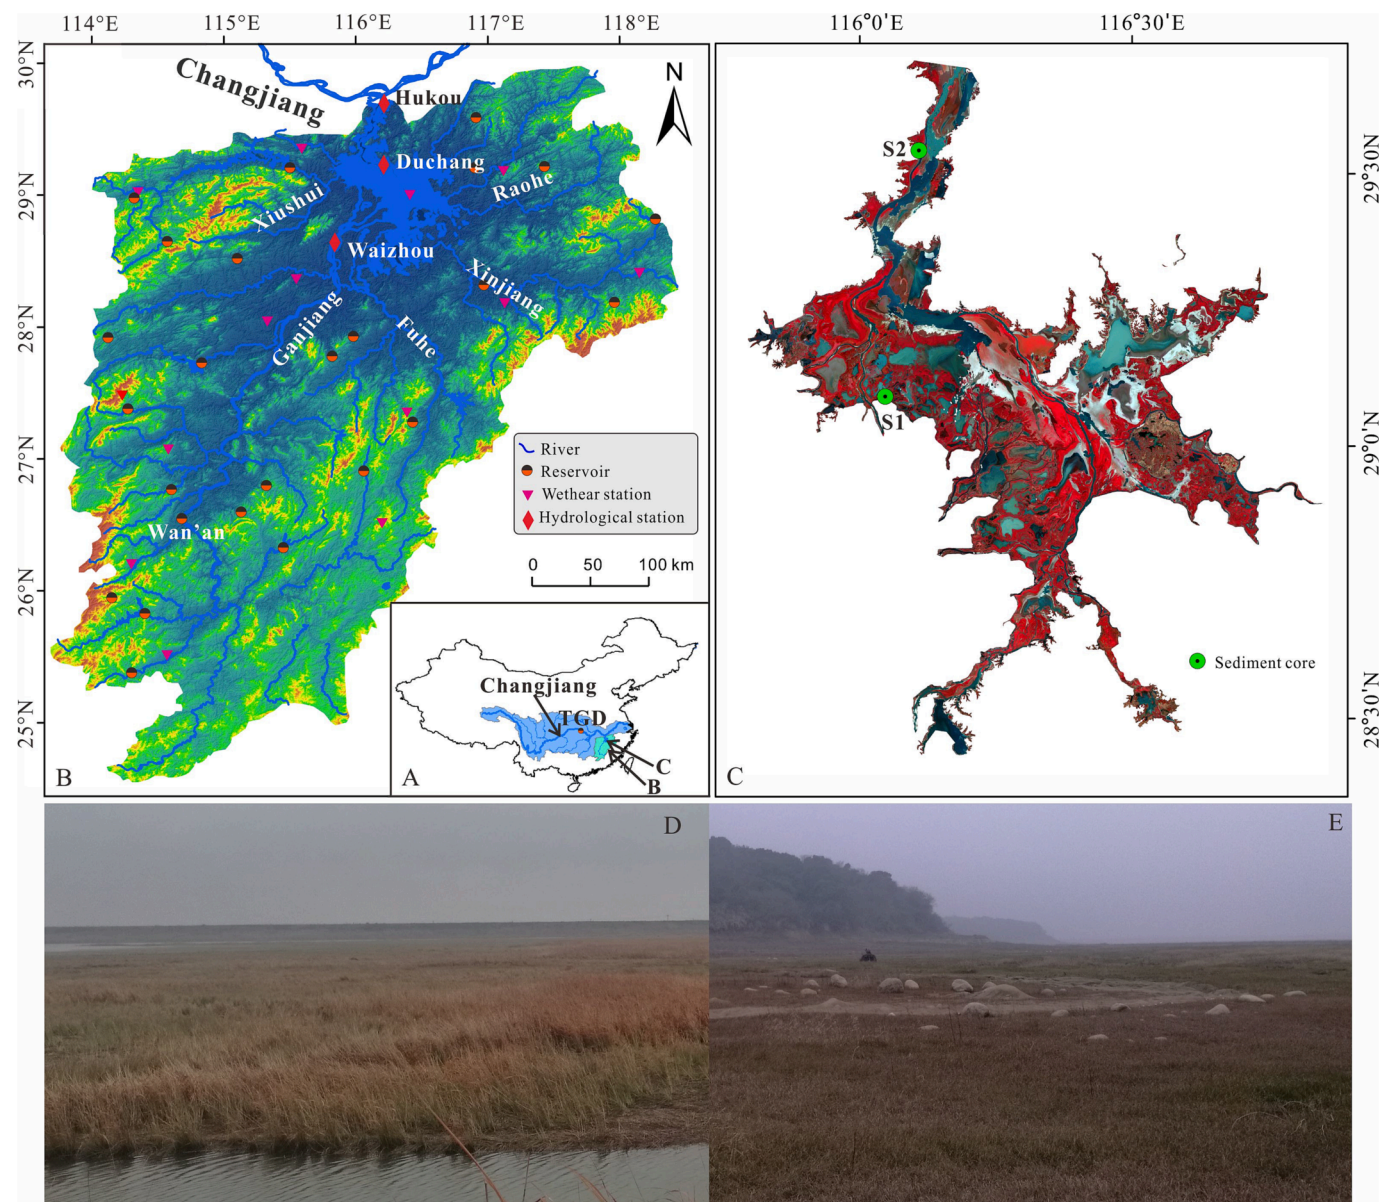 114°E
115°E
116°E
117°E
118°E
116°0'
116°30'
30°N
29°N
28°N
27°N
26°N
25°N
Changjiang
Hukou
N
Duchang
Raohe
Xiushui
Waizhou
Xinjiang
Ganjiang
Fuhe
Wan'an
River
Reservoir
Wethear station
Hydrological station
0 50 100 km
B
Changjiang
TGD
C
B
A
S2
S1
Sediment core
C
29°30'N
29°0'N
28°30'N
D
E